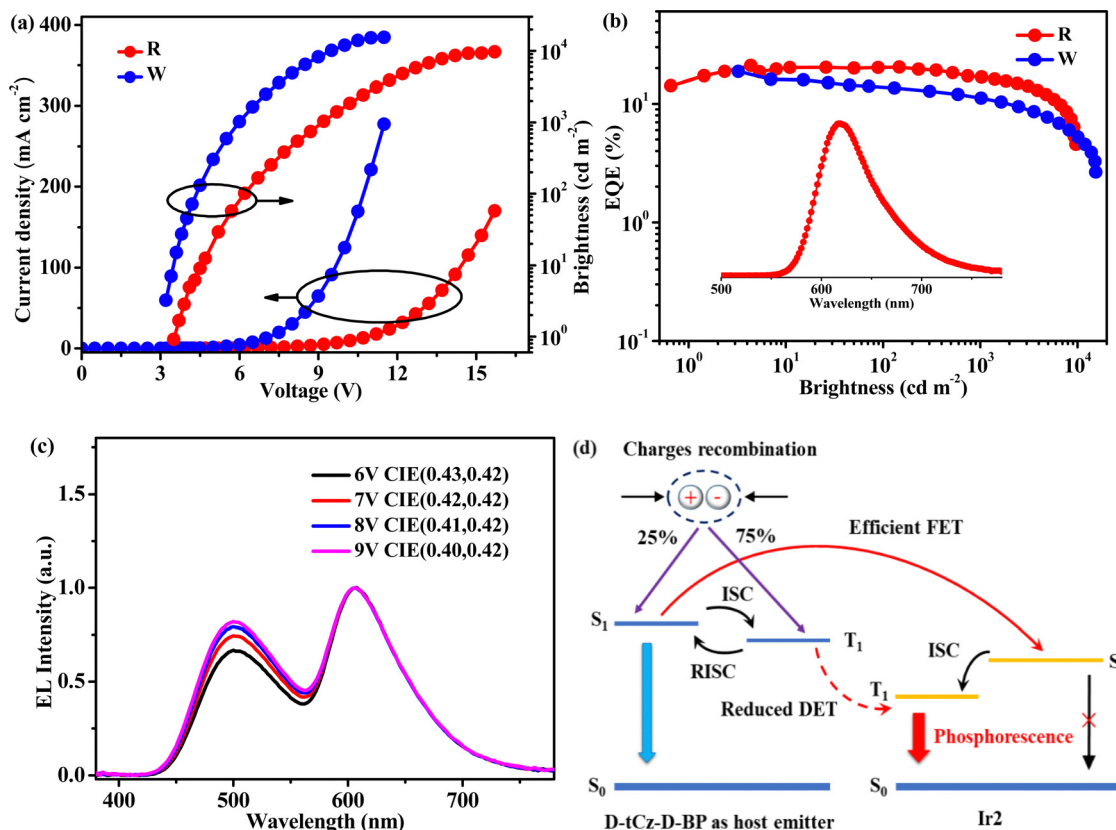 (a)
400
350
300
250
200
150
100
50
0
Current density (mA cm⁻²)
R
W
10⁴
10³
10²
10¹
10⁰
Brightness (cd m⁻²)
0 3 6 9 12 15
Voltage (V)
(b)
R
W
10¹
10⁰
10⁻¹
EQE (%)
500 600 700
Wavelength (nm)
10⁰ 10¹ 10² 10³ 10⁴
Brightness (cd m⁻²)
(c)
6V CIE(0.43,0.42)
7V CIE(0.42,0.42)
8V CIE(0.41,0.42)
9V CIE(0.40,0.42)
1.5
1.0
0.5
0.0
EL Intensity (a.u.)
400 500 600 700
Wavelength (nm)
(d) Charges recombination
+ -
25% 75%
Efficient FET
ISC
S₁
T₁
RISC
ISC
S
T₁
Reduced DET
Phosphorescence
S₀
S₀
D-tCz-D-BP as host emitter
Ir2